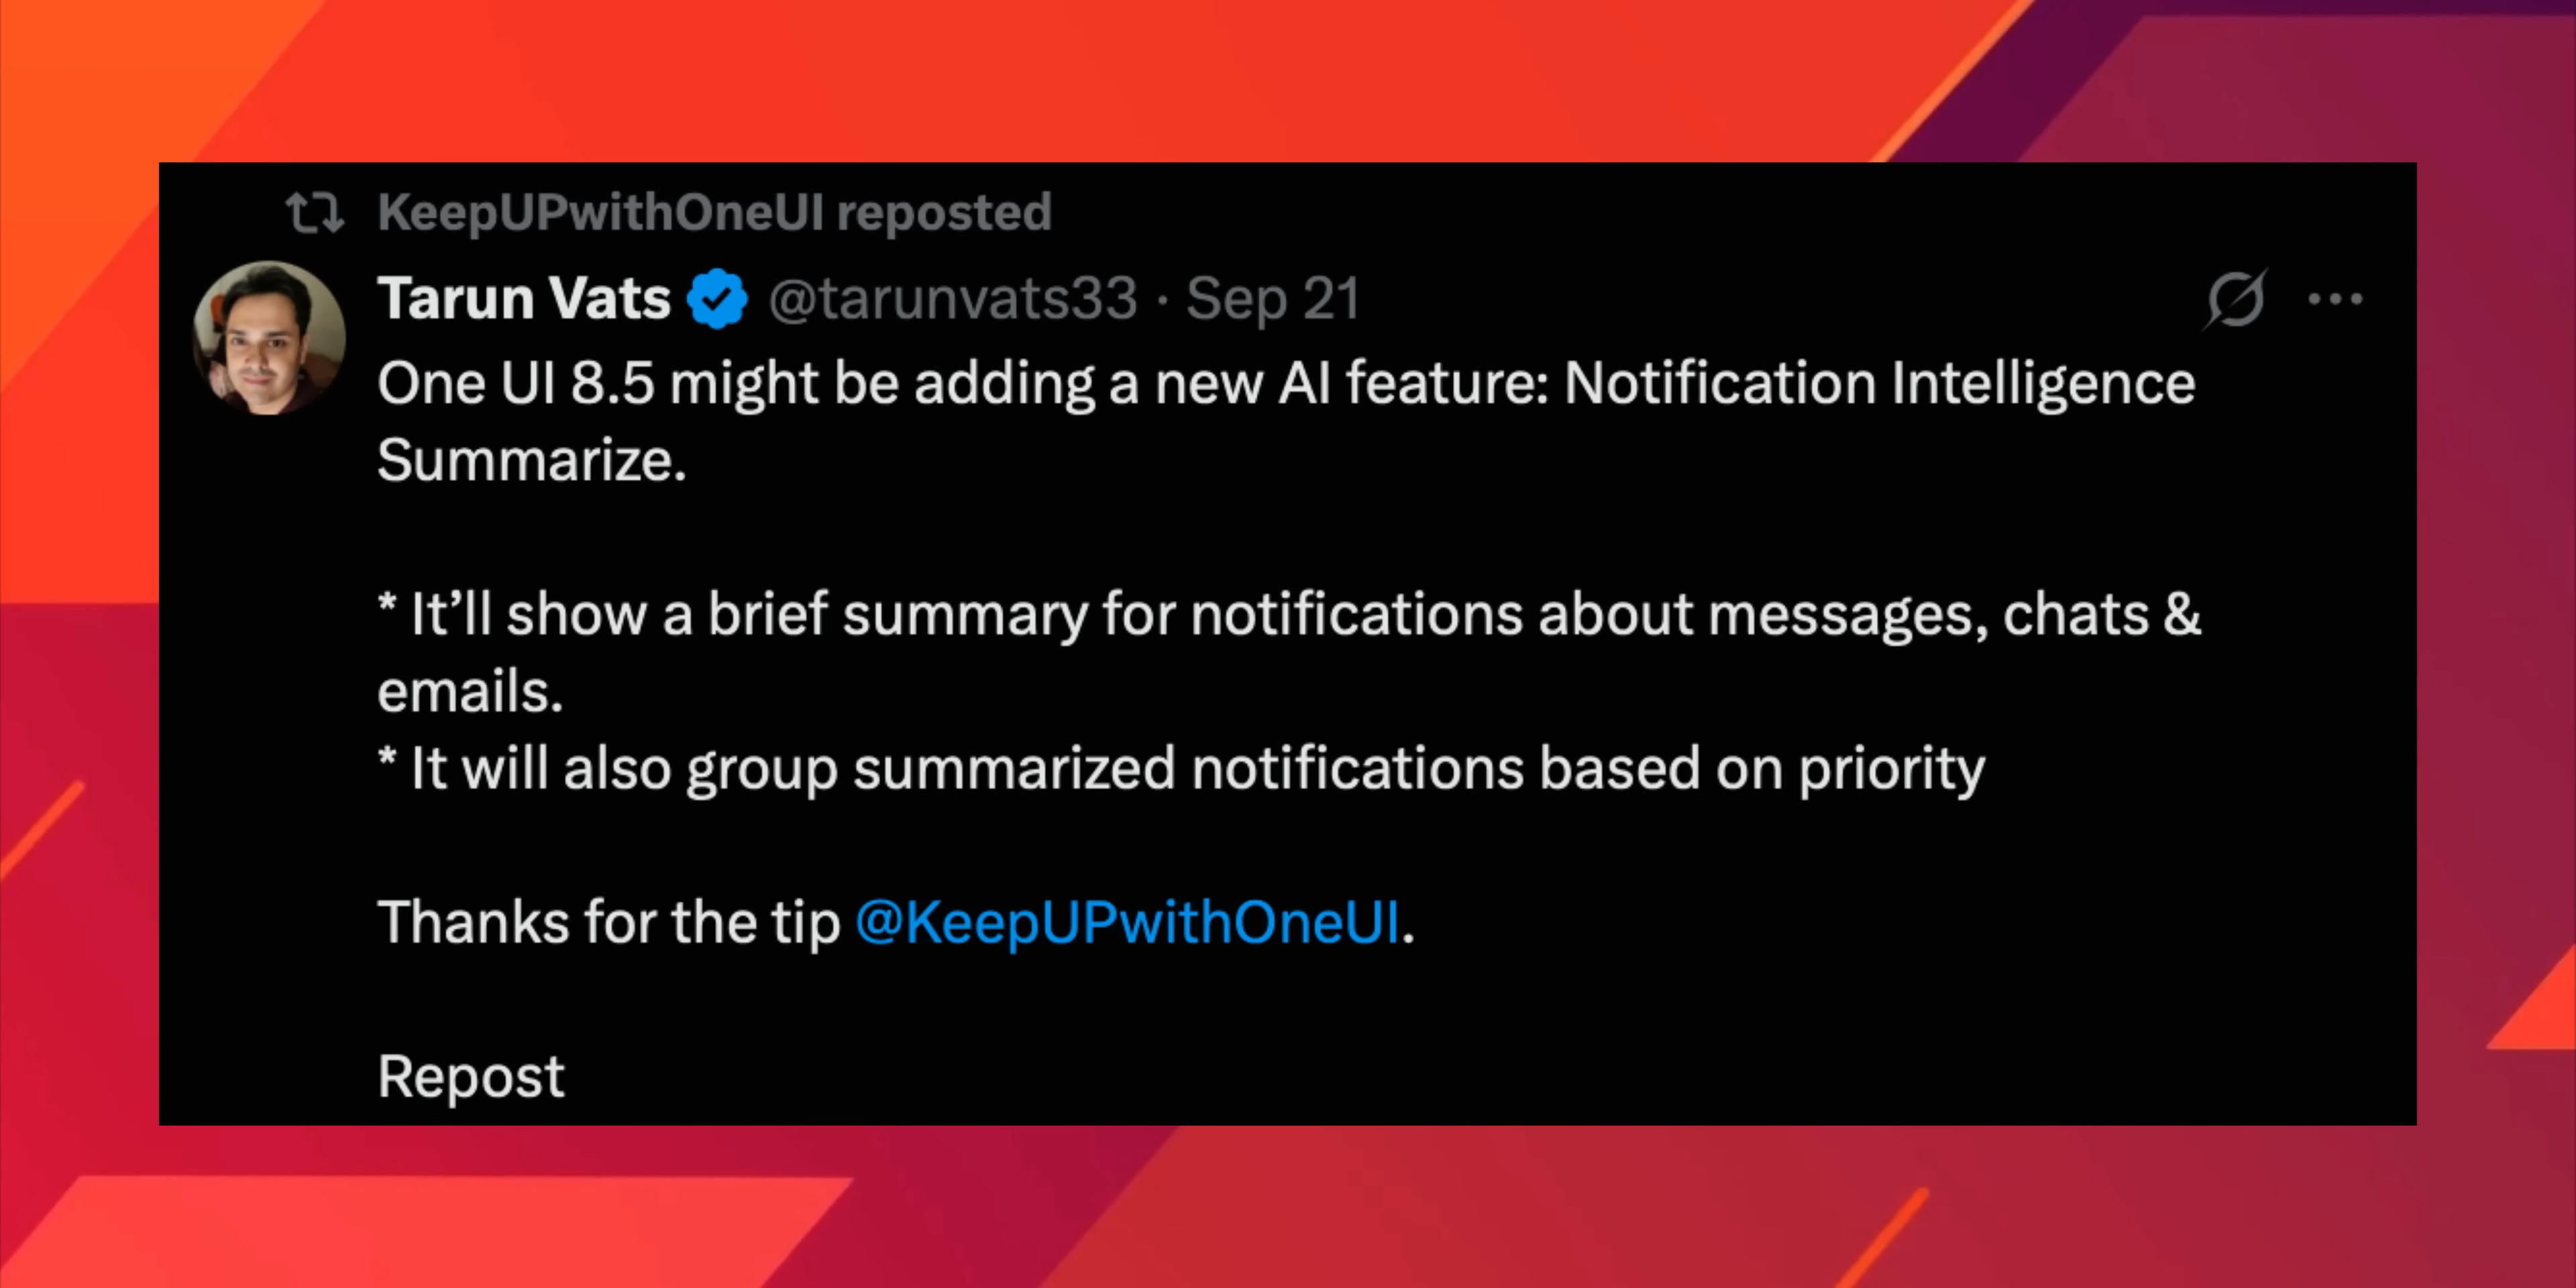 KeepUPwithOneUI reposted
Tarun Vats @tarunvats33 · Sep 21
One UI 8.5 might be adding a new AI feature: Notification Intelligence
Summarize.
* It’ll show a brief summary for notifications about messages, chats &
emails.
* It will also group summarized notifications based on priority
Thanks for the tip @KeepUPwithOneUI.
Repost